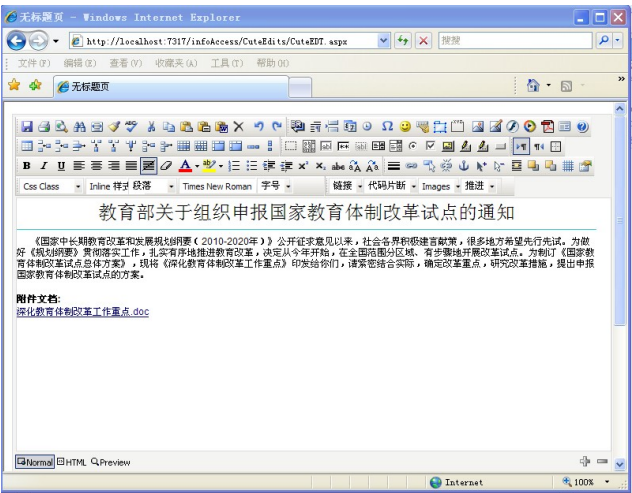 无标题页 - Windows Internet Explorer
http://localhost:7317/infoAccess/CuteEdits/CuteEDT.aspx 搜搜
文件(F) 编辑(E) 查看(V) 收藏夹(A) 工具(T) 帮助(H)
无标题页
B I U abc
Css Class Inline 样式 段落 Times New Roman 字号 链接 代码片断 Images 推进
教育部关于组织申报国家教育体制改革试点的通知
《国家中长期教育改革和发展规划纲要(2010-2020年)》公开征求意见以来,社会各界积极建言献策,很多地方希望先行先试。为做
好《规划纲要》贯彻落实工作,扎实有序地推进教育改革,决定从今年开始,在全国范围分区域、有步骤地开展改革试点。为制订《国家教
育体制改革试点总体方案》,现将《深化教育体制改革工作重点》印发给你们,请紧密结合实际,确定改革重点,研究改革措施,提出申报
国家教育体制改革试点的方案。
附件文档:
深化教育体制改革工作重点.doc
Normal HTML Preview
Internet 100%